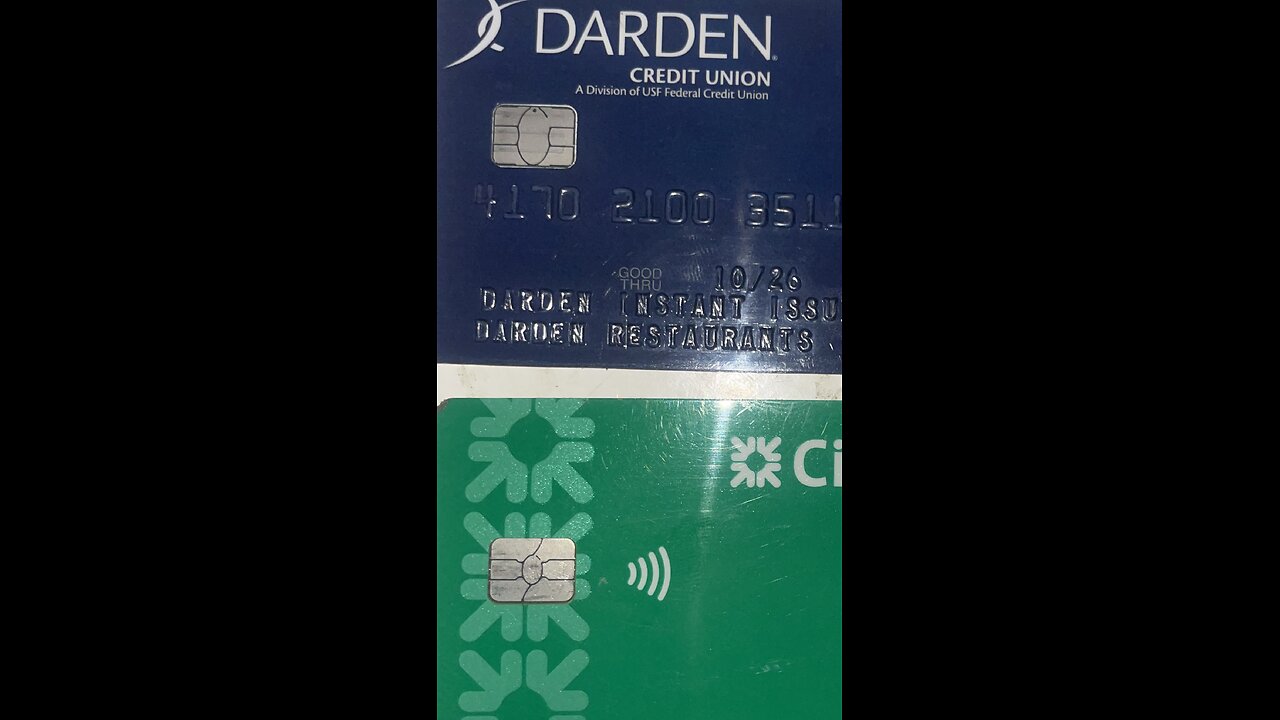 DARDEN®
CREDIT UNION
A Division of USF Federal Credit Union
4170 2100 3511
GOOD THRU 10/26
DARDEN INSTANT ISSU
DARDEN RESTAURANTS
Ci